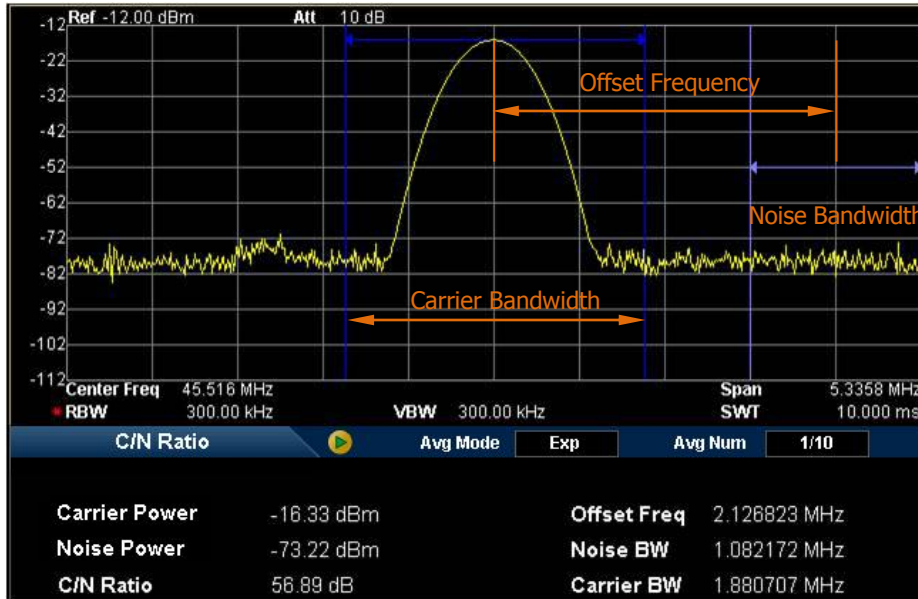 Ref -12.00 dBm Att 10 dB
-12
-22
-32
-42
-52
-62
-72
-82
-92
-102
-112
Offset Frequency
Noise Bandwidth
Carrier Bandwidth
Center Freq 45.516 MHz Span 5.3358 MHz
RBW 300.00 kHz VBW 300.00 kHz SWT 10.000 ms
C/N Ratio Avg Mode Exp Avg Num 1/10
Carrier Power -16.33 dBm Offset Freq 2.126823 MHz
Noise Power -73.22 dBm Noise BW 1.082172 MHz
C/N Ratio 56.89 dB Carrier BW 1.880707 MHz